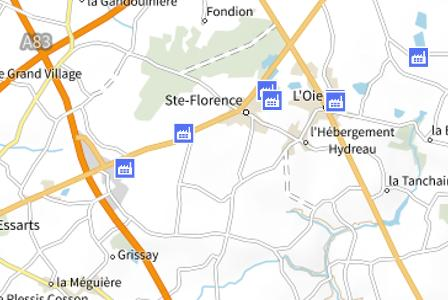 la Gandouinière
Fondion
A83
e Grand Village
Ste-Florence
L'Oie
l'Hébergement
Hydreau
la B
la Tanchai
Essarts
Grissay
la Méguière
e Plessis Cosson